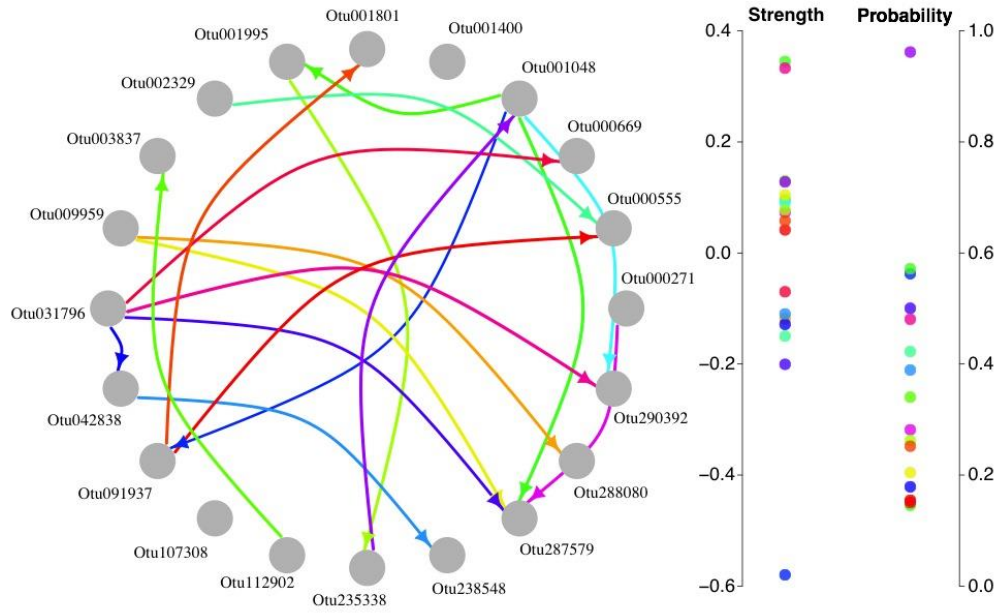 Strength Probability
Otu001801
Otu001995
Otu001400
Otu001048
Otu002329
Otu000669
Otu003837
Otu000555
Otu009959
Otu000271
Otu031796
Otu290392
Otu042838
Otu288080
Otu091937
Otu287579
Otu107308
Otu112902
Otu238548
Otu235338
0.4
0.2
0.0
−0.2
−0.4
−0.6
1.0
0.8
0.6
0.4
0.2
0.0